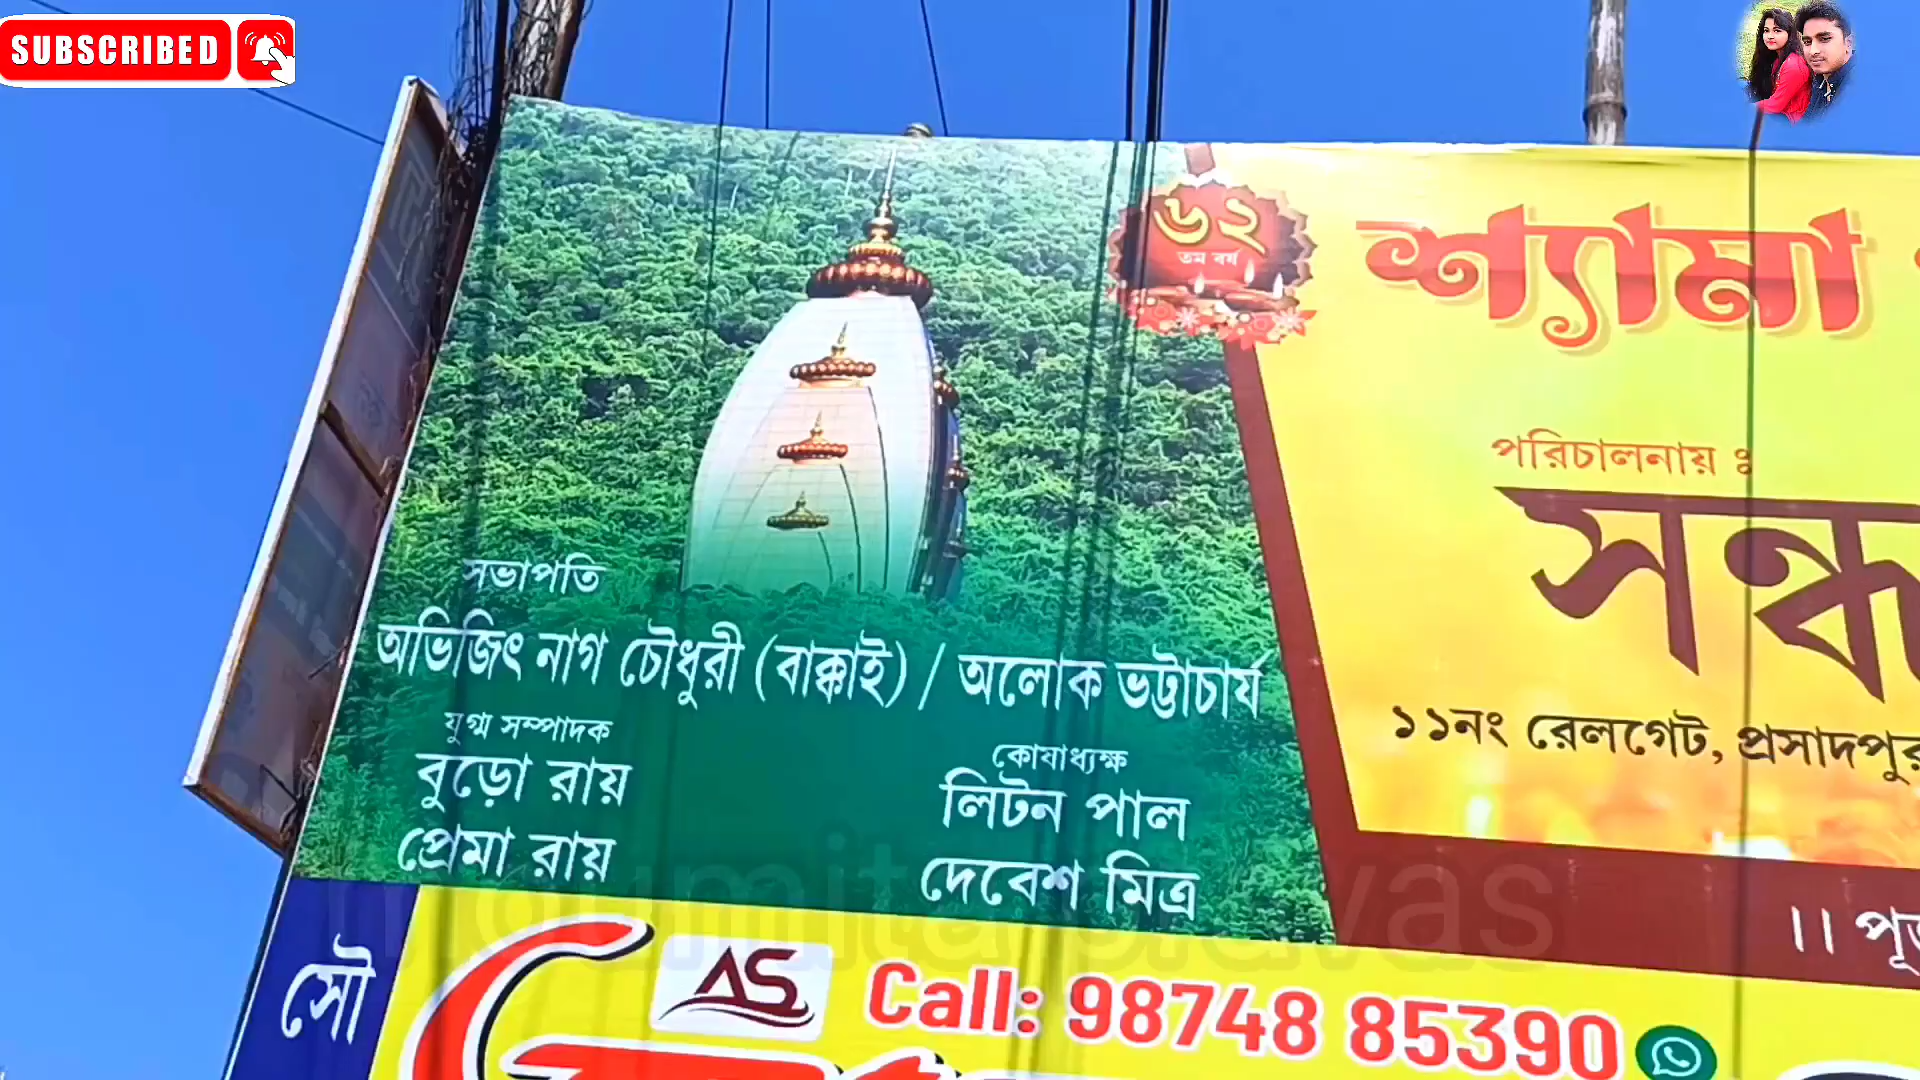 SUBSCRIBED
৬২
তম বর্ষ
শ্যামা
পরিচালনায় ঃ
১১নং রেলগেট, প্রসাদপুর
সভাপতি
অভিজিৎ নাগ চৌধুরী (বাক্কাই) / অলোক ভট্টাচার্য
যুগ্ম সম্পাদক
বুড়ো রায়
প্রেমা রায়
কোষাধ্যক্ষ
লিটন পাল
দেবেশ মিত্র
সৌ
AS
Call: 98748 85390